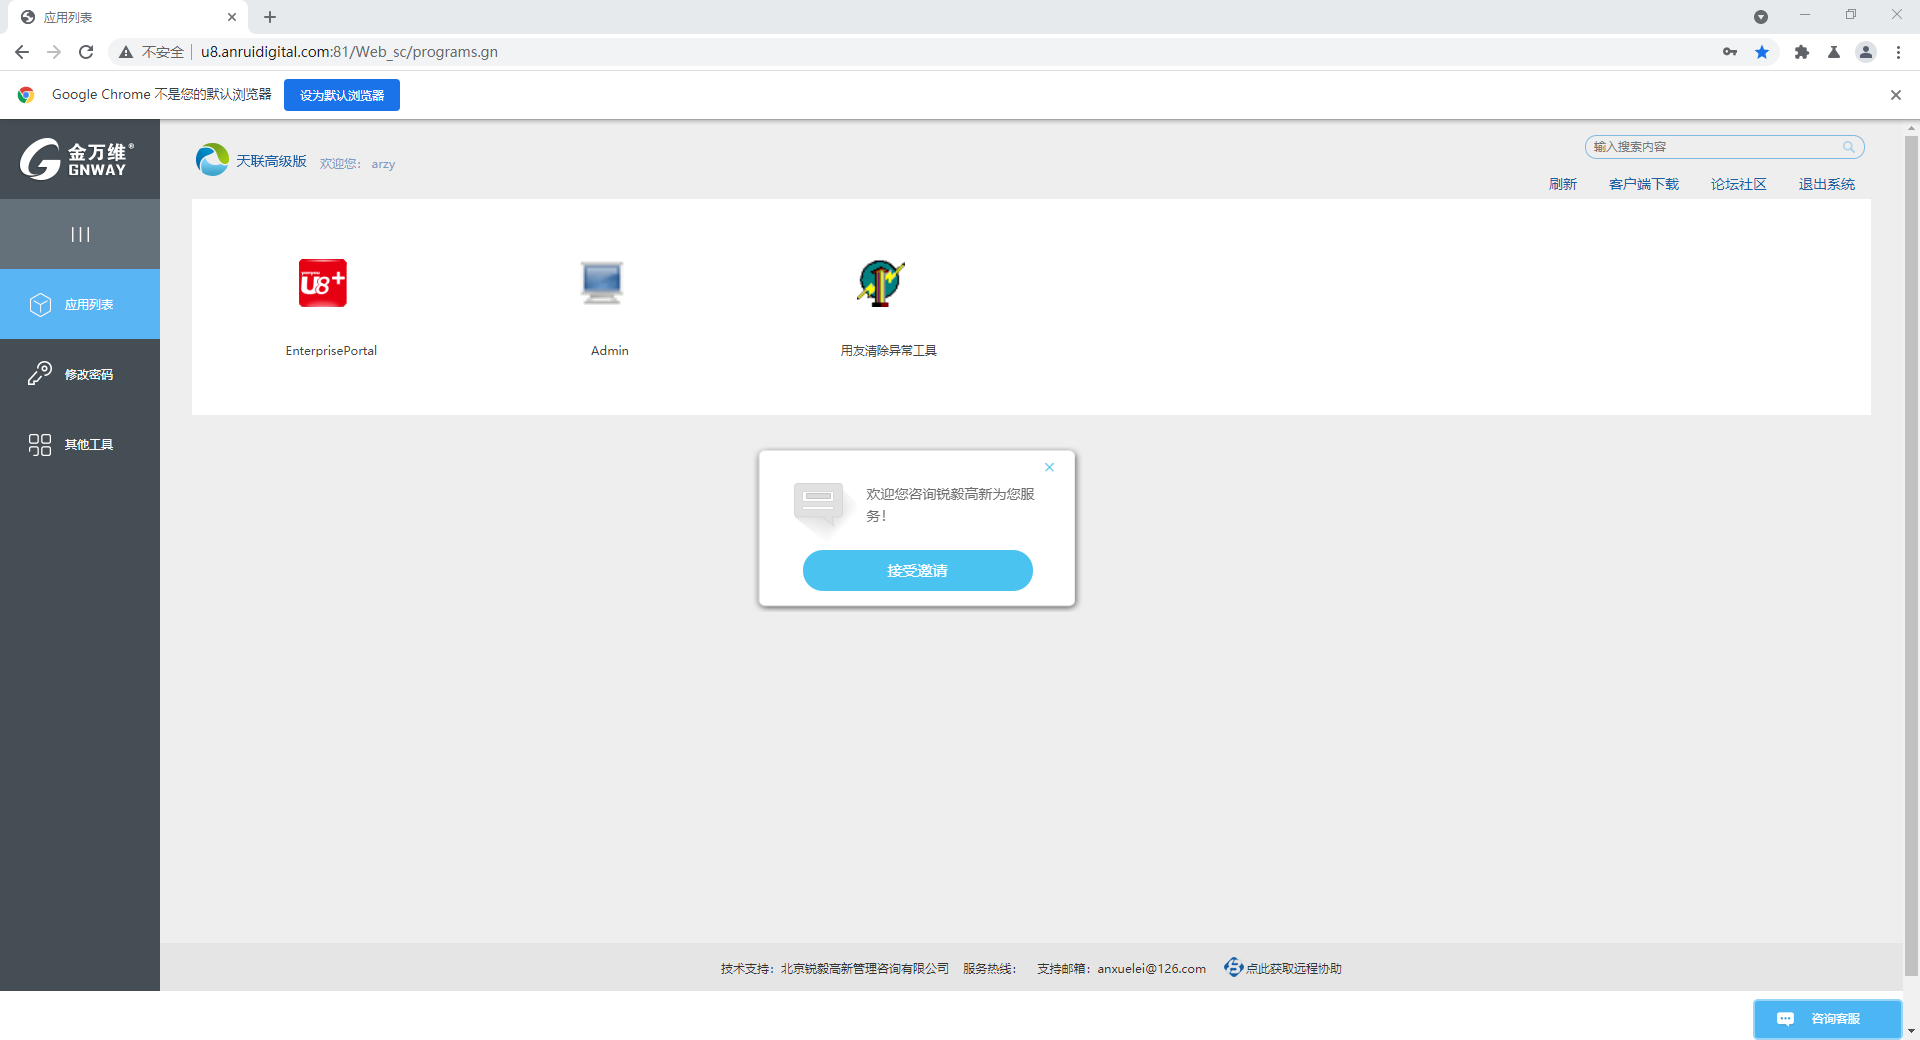 应用列表
不安全
u8.anruidigital.com:81/Web_sc/programs.gn
Google Chrome 不是您的默认浏览器
设为默认浏览器
金万维®
GNWAY
天联高级版
欢迎您： arzy
输入搜索内容
刷新
客户端下载
论坛社区
退出系统
应用列表
修改密码
其他工具
U8+
EnterprisePortal
Admin
用友清除异常工具
欢迎您咨询锐毅高新为您服
务！
接受邀请
技术支持：北京锐毅高新管理咨询有限公司 服务热线： 支持邮箱：anxuelei@126.com 点此获取远程协助
咨询客服